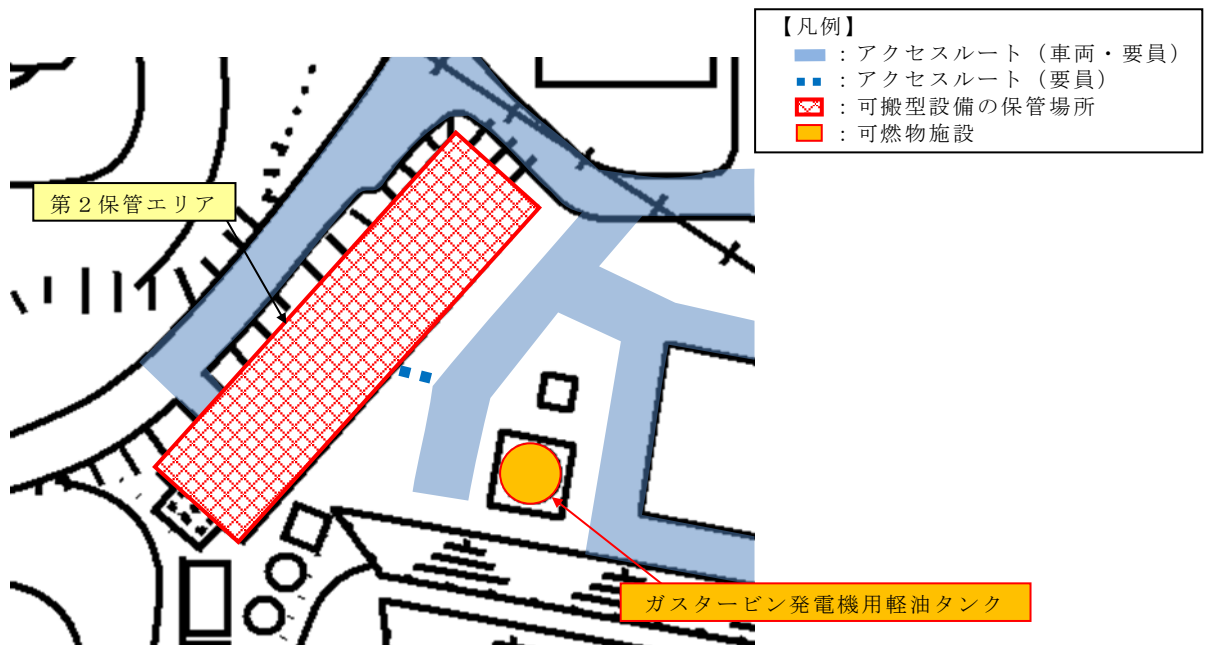 【凡例】
：アクセスルート（車両・要員）
：アクセスルート（要員）
：可搬型設備の保管場所
：可燃物施設
第２保管エリア
ガスタービン発電機用軽油タンク